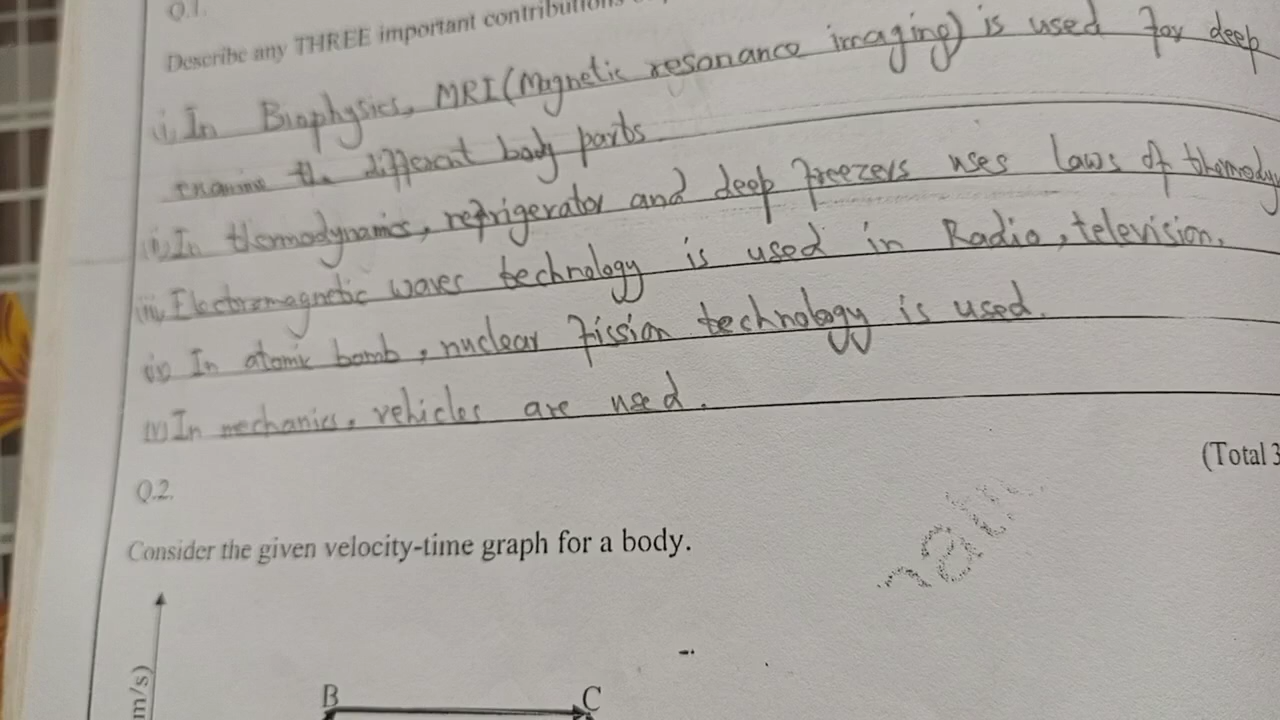 Q.1.
Describe any THREE important contributions
i, In Biophysics, MRI (Magnetic resonance imaging) is used for deep
examine the different body parts
ii, In thermodynamics, refrigerator and deep freezers uses laws of themody
iii, Electromagnetic waves technology is used in Radio, television.
iv) In atomic bomb, nuclear fission technology is used.
(v) In mechanics, vehicles are used.
(Total 3
Q.2.
Consider the given velocity-time graph for a body.
m/s)
B
C